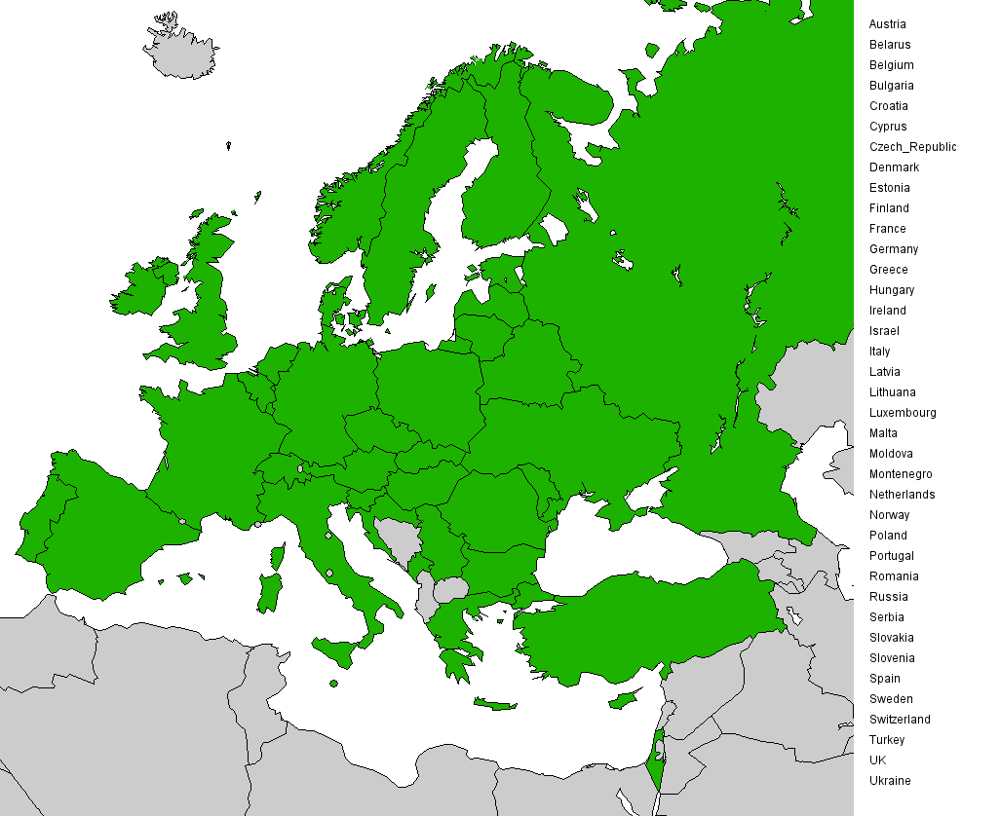 Austria
Belarus
Belgium
Bulgaria
Croatia
Cyprus
Czech_Republic
Denmark
Estonia
Finland
France
Germany
Greece
Hungary
Ireland
Israel
Italy
Latvia
Lithuana
Luxembourg
Malta
Moldova
Montenegro
Netherlands
Norway
Poland
Portugal
Romania
Russia
Serbia
Slovakia
Slovenia
Spain
Sweden
Switzerland
Turkey
UK
Ukraine